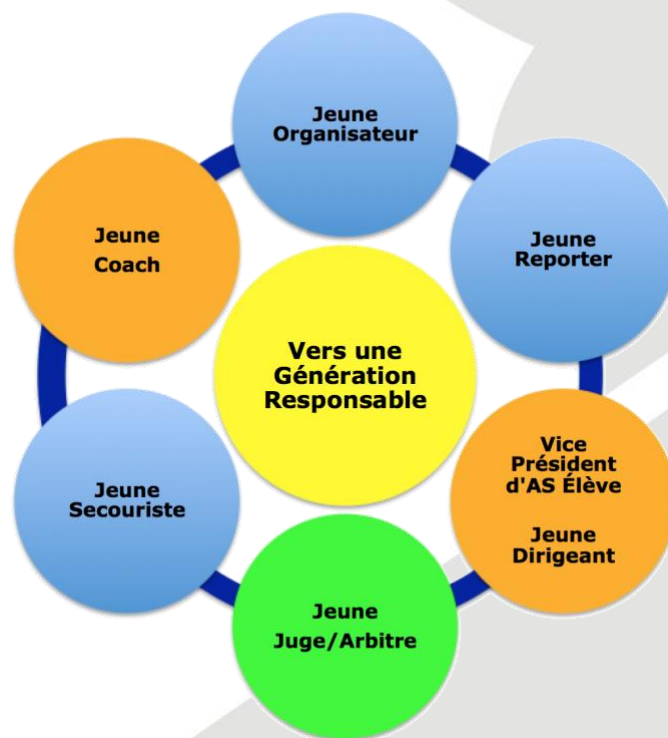 Jeune
Organisateur
Jeune
Reporter
Vice
Président
d'AS Élève
Jeune
Dirigeant
Jeune
Juge/Arbitre
Jeune
Secouriste
Jeune
Coach
Vers une
Génération
Responsable